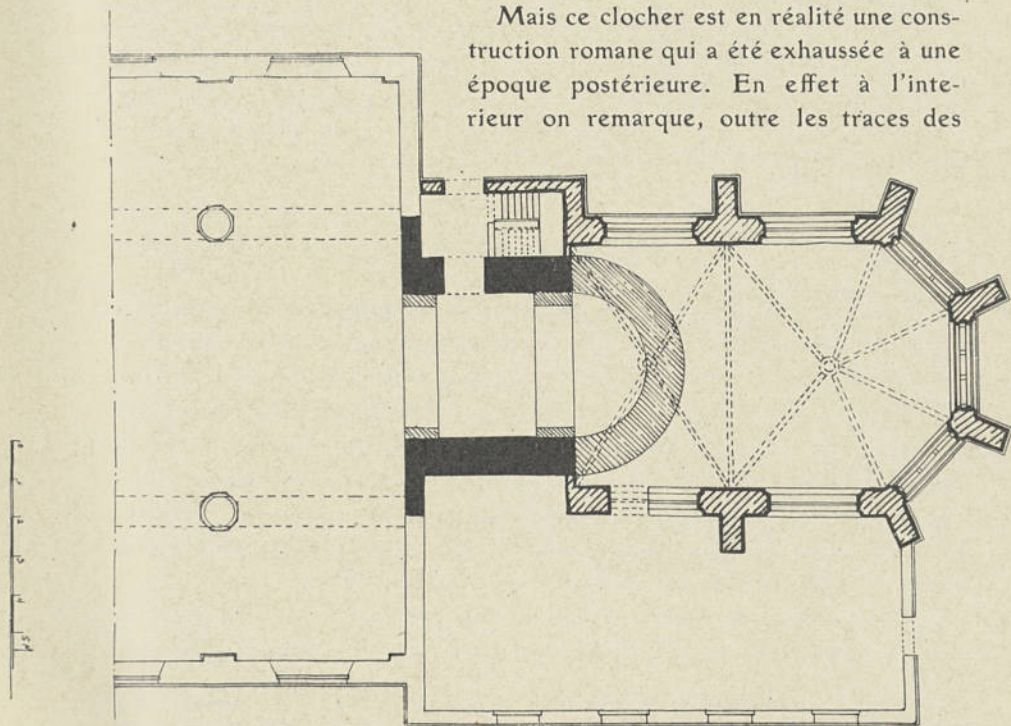 Mais ce clocher est en réalité une cons-
truction romane qui a été exhaussée à une
époque postérieure. En effet à l'inte-
rieur on remarque, outre les traces des